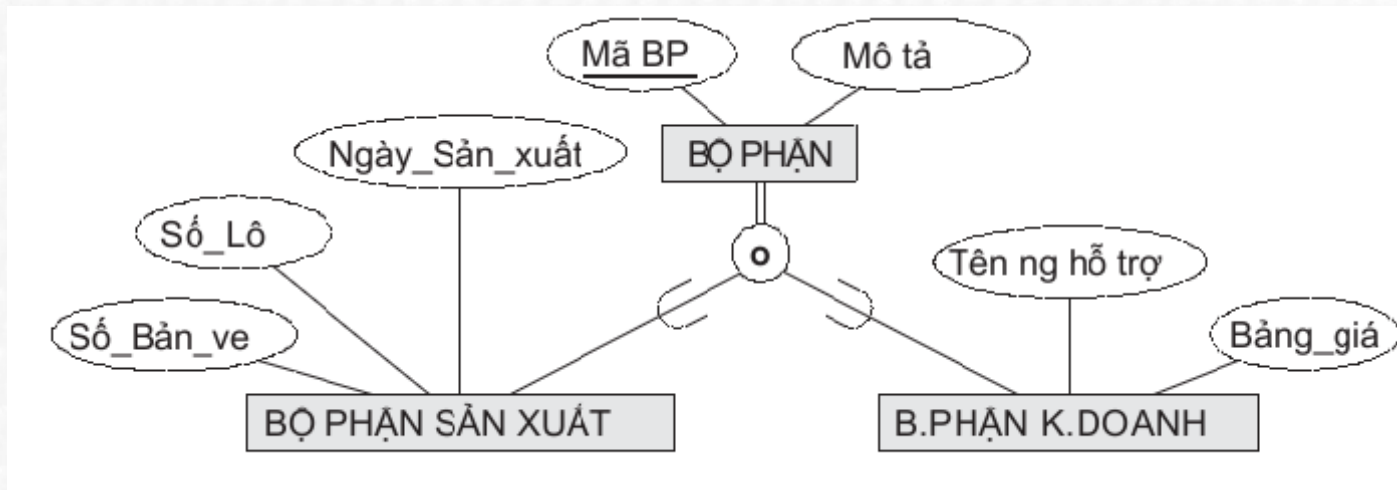 Mã BP
Mô tả
BỘ PHẬN
Ngày_Sản_xuất
Số_Lô
o
Tên ng hỗ trợ
Số_Bản_ve
Bảng_giá
BỘ PHẬN SẢN XUẤT
B.PHẬN K.DOANH